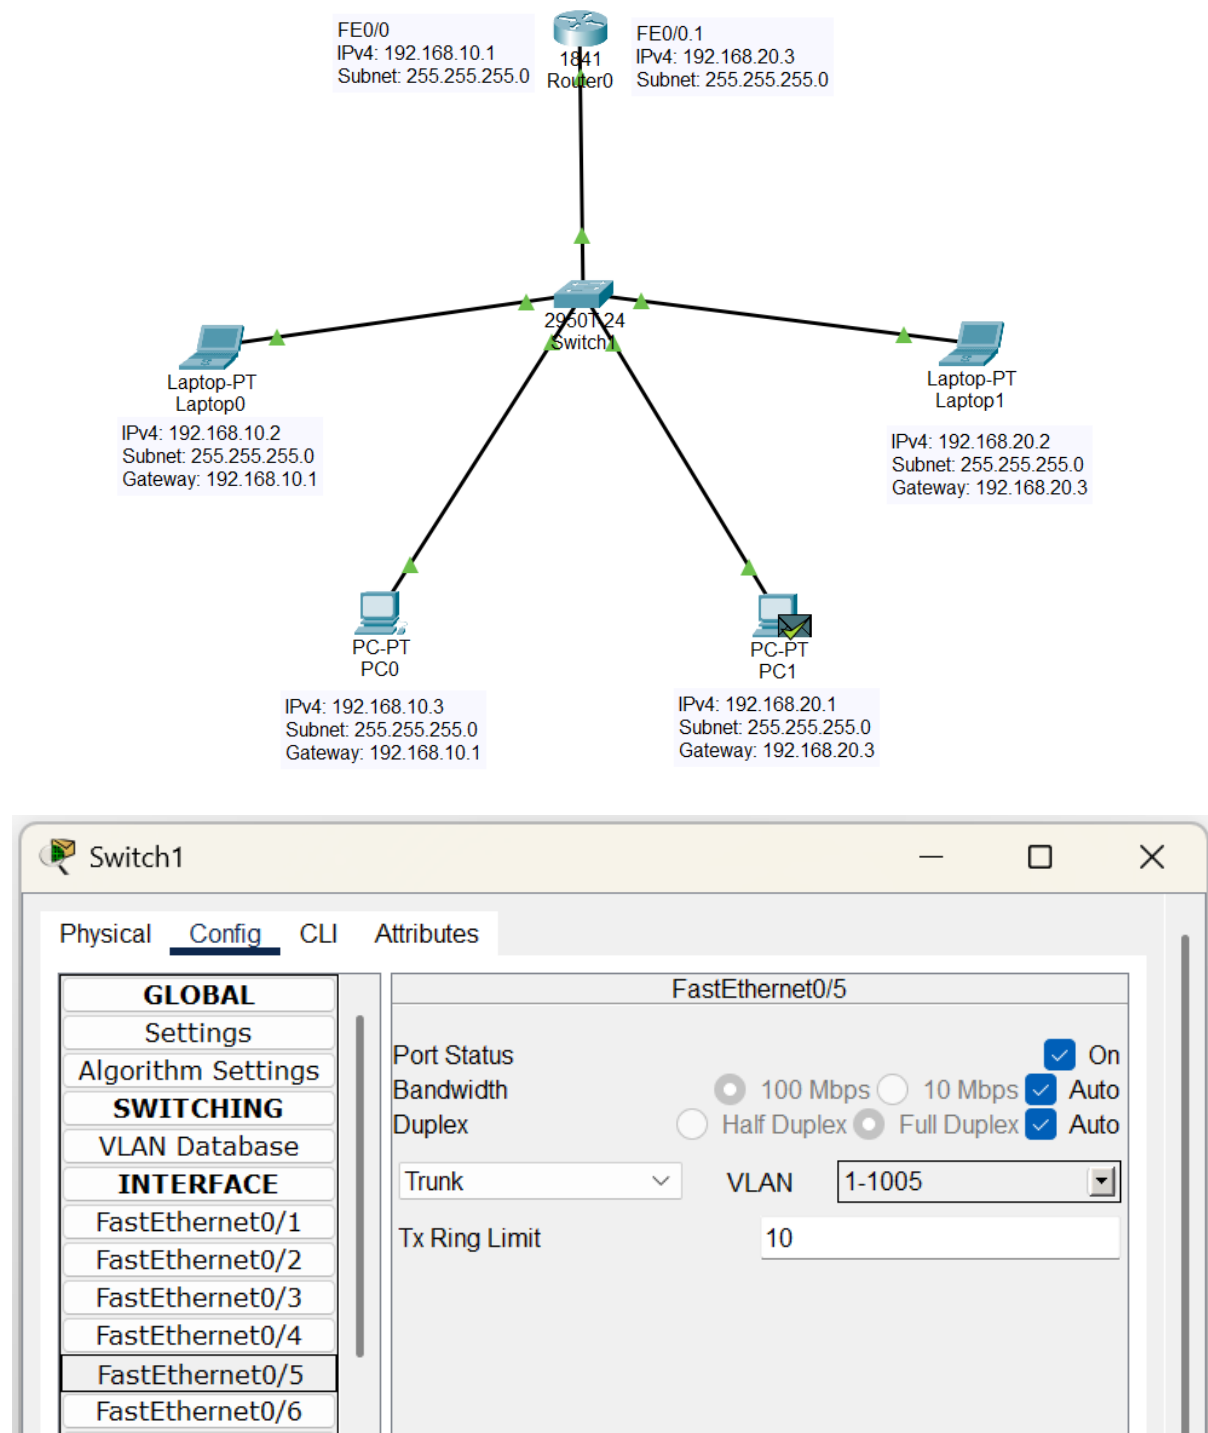 FE0/0
IPv4: 192.168.10.1
Subnet: 255.255.255.0
1841
Router0
FE0/0.1
IPv4: 192.168.20.3
Subnet: 255.255.255.0
2950T-24
Switch1
Laptop-PT
Laptop0
IPv4: 192.168.10.2
Subnet: 255.255.255.0
Gateway: 192.168.10.1
Laptop-PT
Laptop1
IPv4: 192.168.20.2
Subnet: 255.255.255.0
Gateway: 192.168.20.3
PC-PT
PC0
IPv4: 192.168.10.3
Subnet: 255.255.255.0
Gateway: 192.168.10.1
PC-PT
PC1
IPv4: 192.168.20.1
Subnet: 255.255.255.0
Gateway: 192.168.20.3
Switch1
Physical Config CLI Attributes
GLOBAL
Settings
Algorithm Settings
SWITCHING
VLAN Database
INTERFACE
FastEthernet0/1
FastEthernet0/2
FastEthernet0/3
FastEthernet0/4
FastEthernet0/5
FastEthernet0/6
FastEthernet0/5
Port Status On
Bandwidth 100 Mbps 10 Mbps Auto
Duplex Half Duplex Full Duplex Auto
Trunk VLAN 1-1005
Tx Ring Limit 10